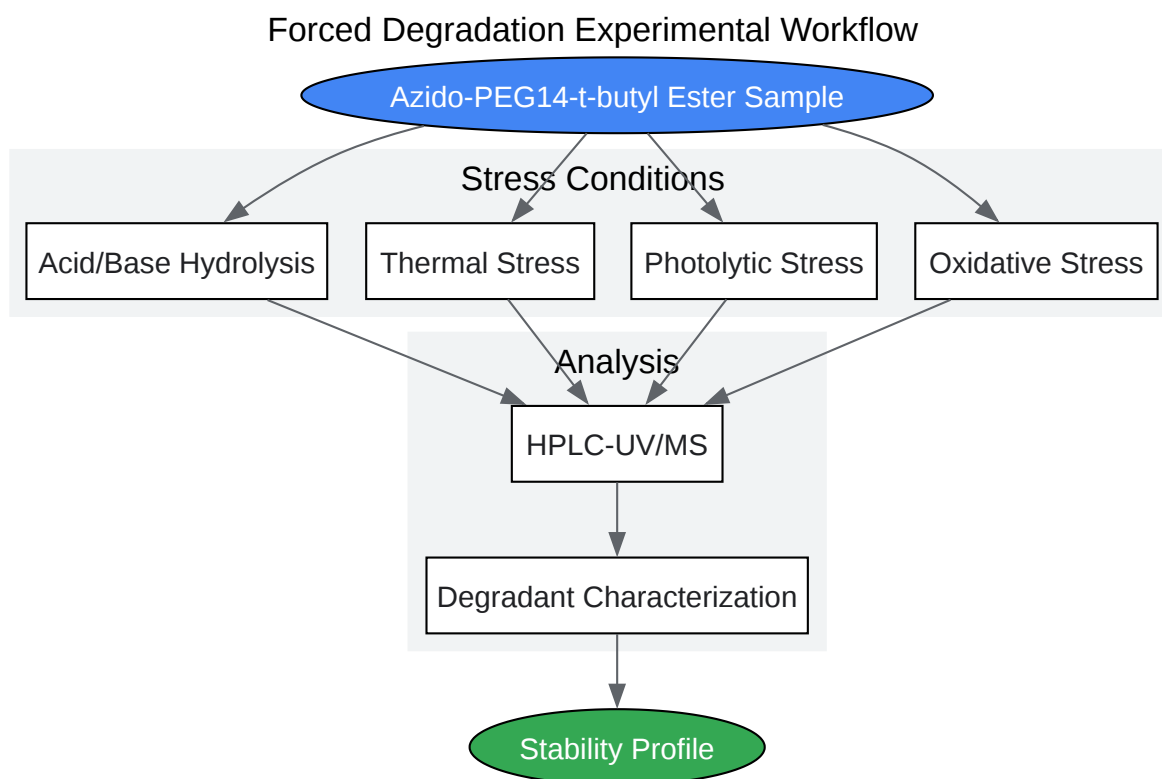 Forced Degradation Experimental Workflow
Azido-PEG14-t-butyl Ester Sample
Stress Conditions
Acid/Base Hydrolysis
Thermal Stress
Photolytic Stress
Oxidative Stress
Analysis
HPLC-UV/MS
Degradant Characterization
Stability Profile